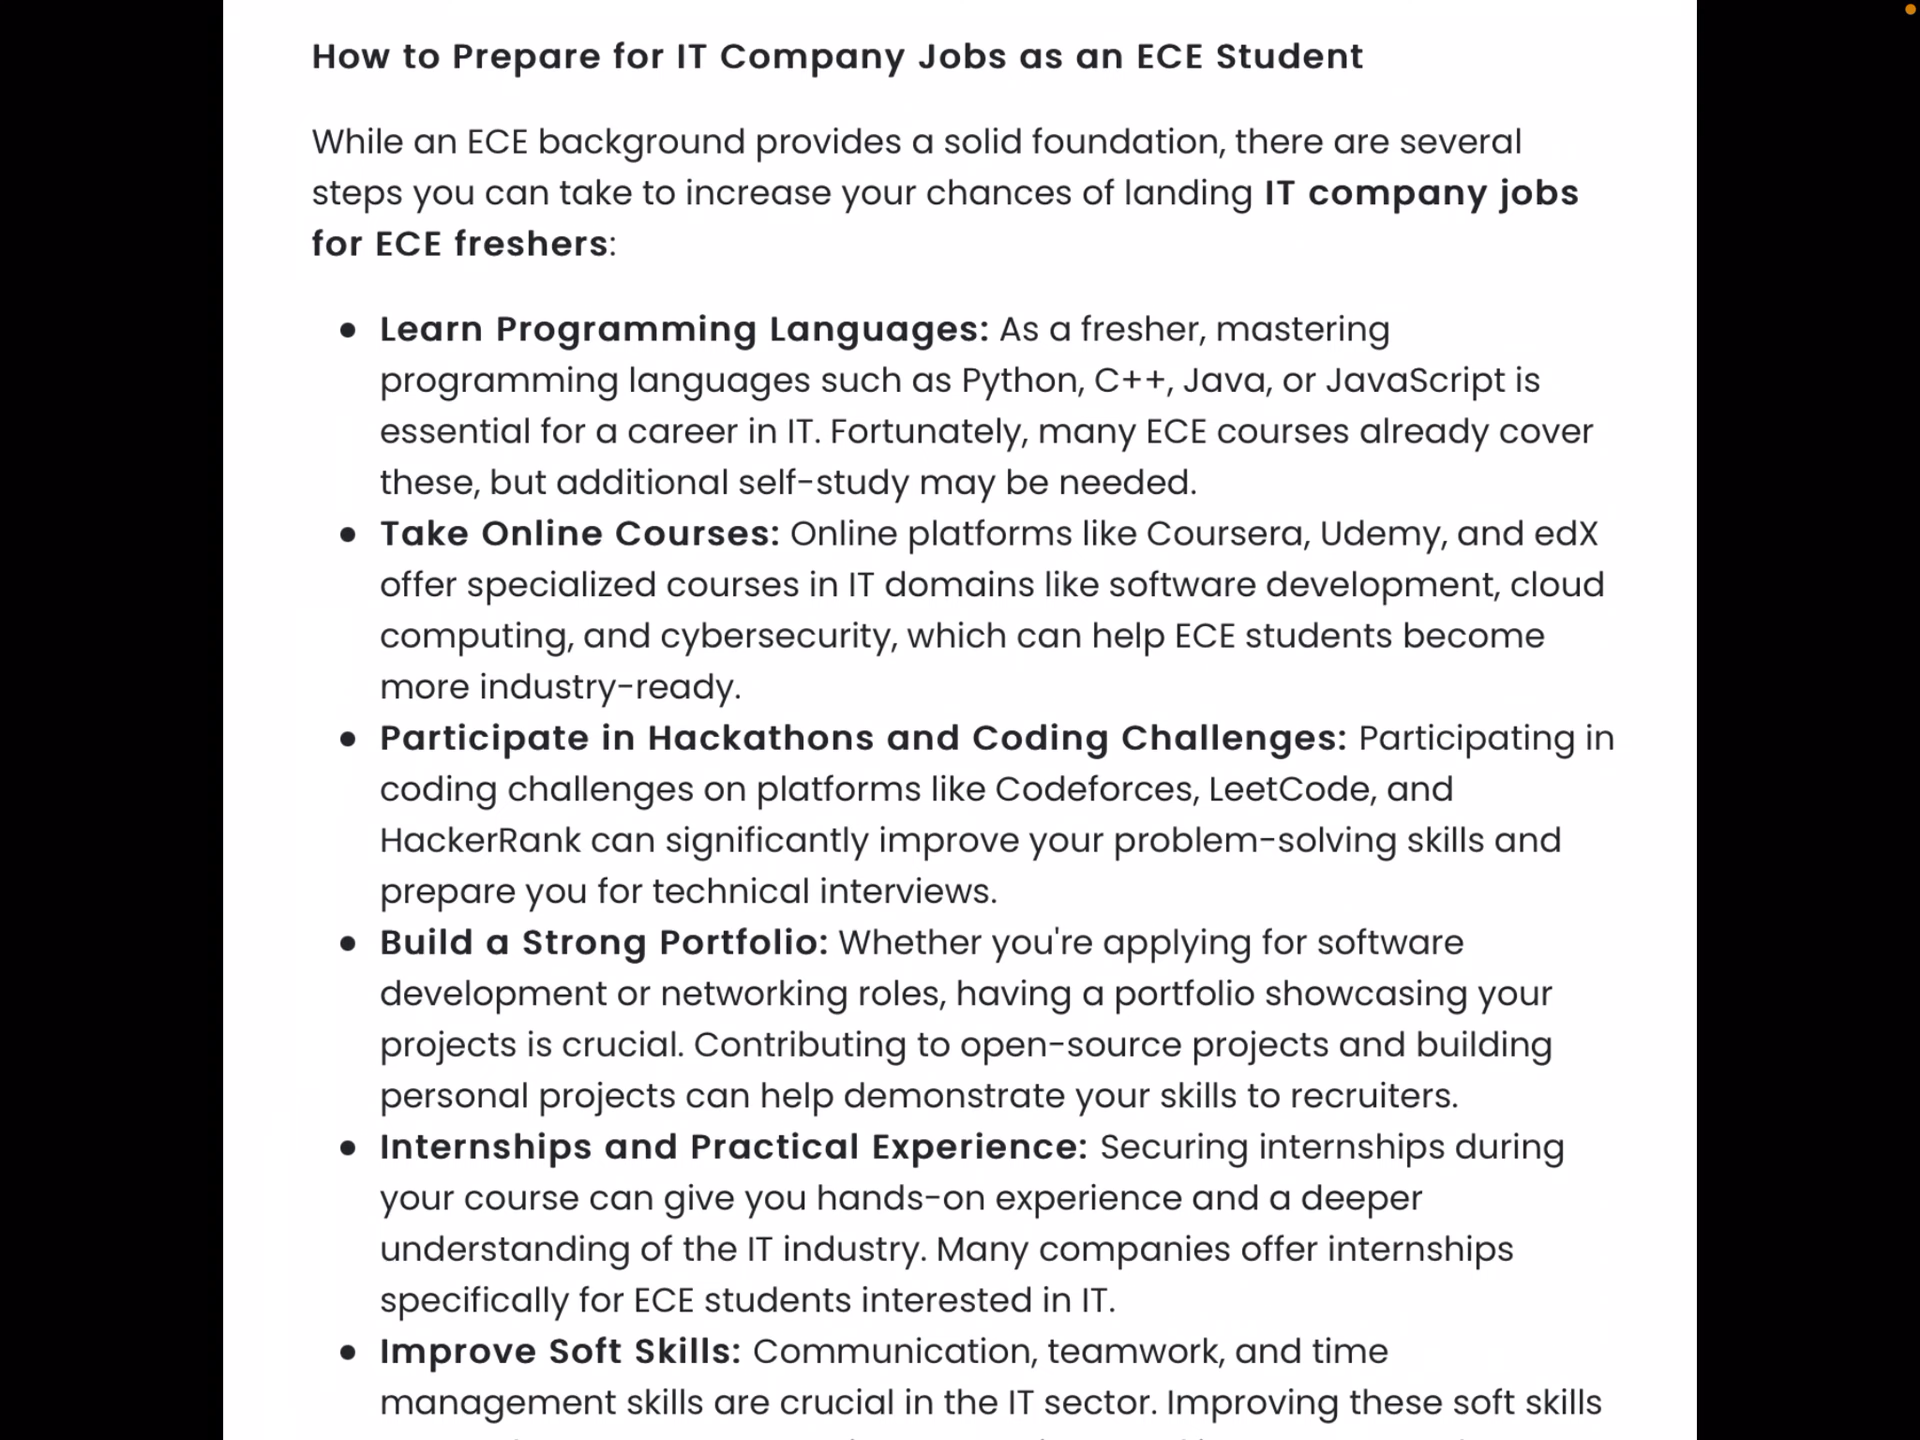 How to Prepare for IT Company Jobs as an ECE Student
While an ECE background provides a solid foundation, there are several
steps you can take to increase your chances of landing IT company jobs
for ECE freshers:
● Learn Programming Languages: As a fresher, mastering
programming languages such as Python, C++, Java, or JavaScript is
essential for a career in IT. Fortunately, many ECE courses already cover
these, but additional self-study may be needed.
● Take Online Courses: Online platforms like Coursera, Udemy, and edX
offer specialized courses in IT domains like software development, cloud
computing, and cybersecurity, which can help ECE students become
more industry-ready.
● Participate in Hackathons and Coding Challenges: Participating in
coding challenges on platforms like Codeforces, LeetCode, and
HackerRank can significantly improve your problem-solving skills and
prepare you for technical interviews.
● Build a Strong Portfolio: Whether you're applying for software
development or networking roles, having a portfolio showcasing your
projects is crucial. Contributing to open-source projects and building
personal projects can help demonstrate your skills to recruiters.
● Internships and Practical Experience: Securing internships during
your course can give you hands-on experience and a deeper
understanding of the IT industry. Many companies offer internships
specifically for ECE students interested in IT.
● Improve Soft Skills: Communication, teamwork, and time
management skills are crucial in the IT sector. Improving these soft skills